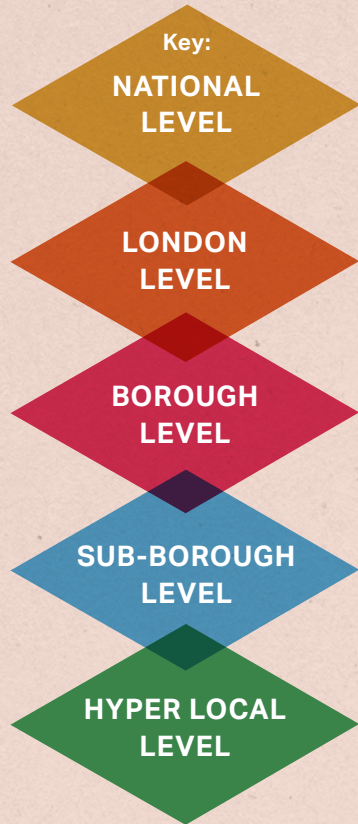 Key:
NATIONAL
LEVEL
LONDON
LEVEL
BOROUGH
LEVEL
SUB-BOROUGH
LEVEL
HYPER LOCAL
LEVEL